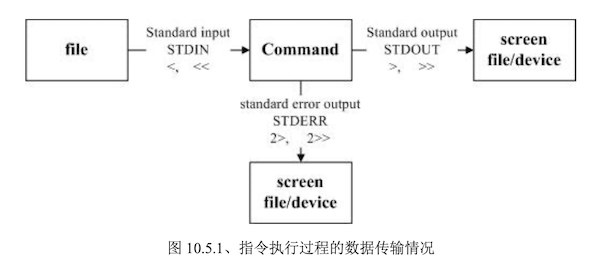 file
Standard input
STDIN
<, <<
Command
Standard output
STDOUT
>, >>
screen
file/device
standard error output
STDERR
2>, 2>>
screen
file/device
图 10.5.1、指令执行过程的数据传输情况